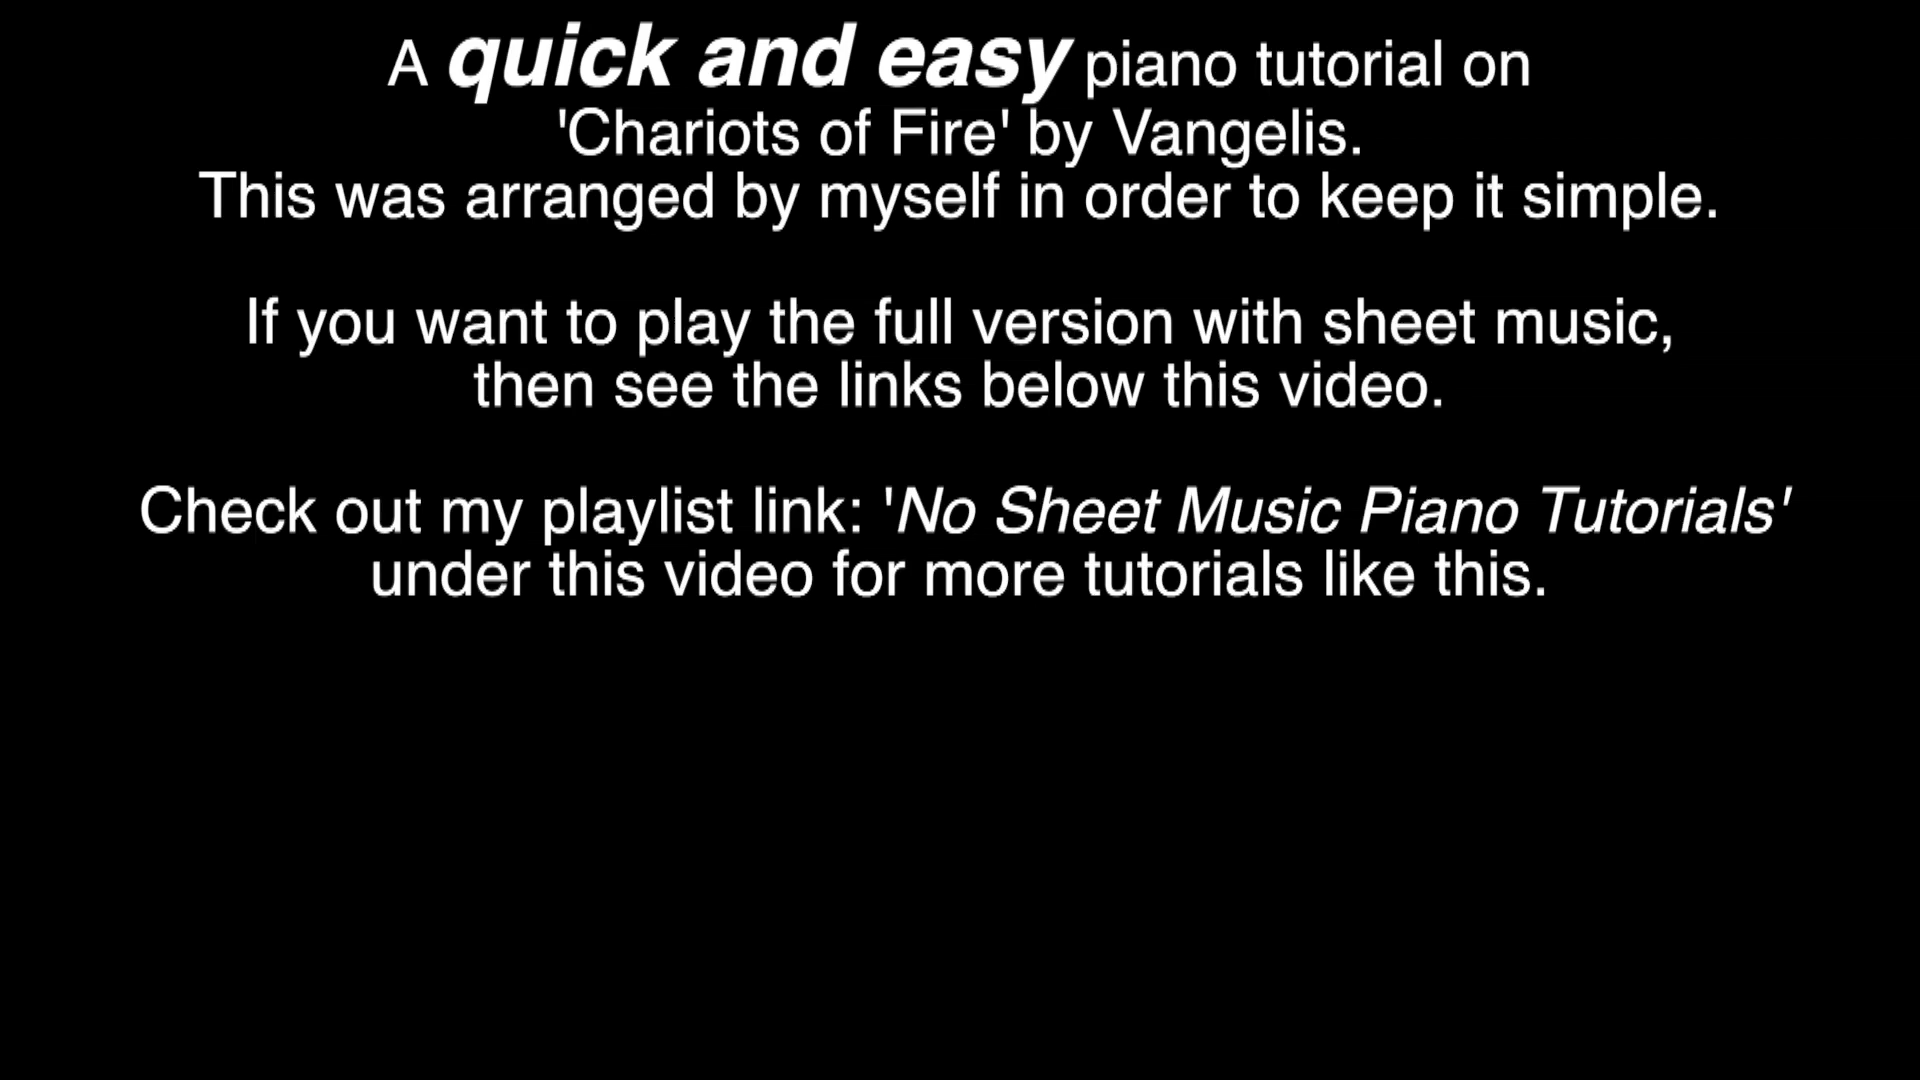 A quick and easy piano tutorial on
'Chariots of Fire' by Vangelis.
This was arranged by myself in order to keep it simple.
If you want to play the full version with sheet music,
then see the links below this video.
Check out my playlist link: 'No Sheet Music Piano Tutorials'
under this video for more tutorials like this.